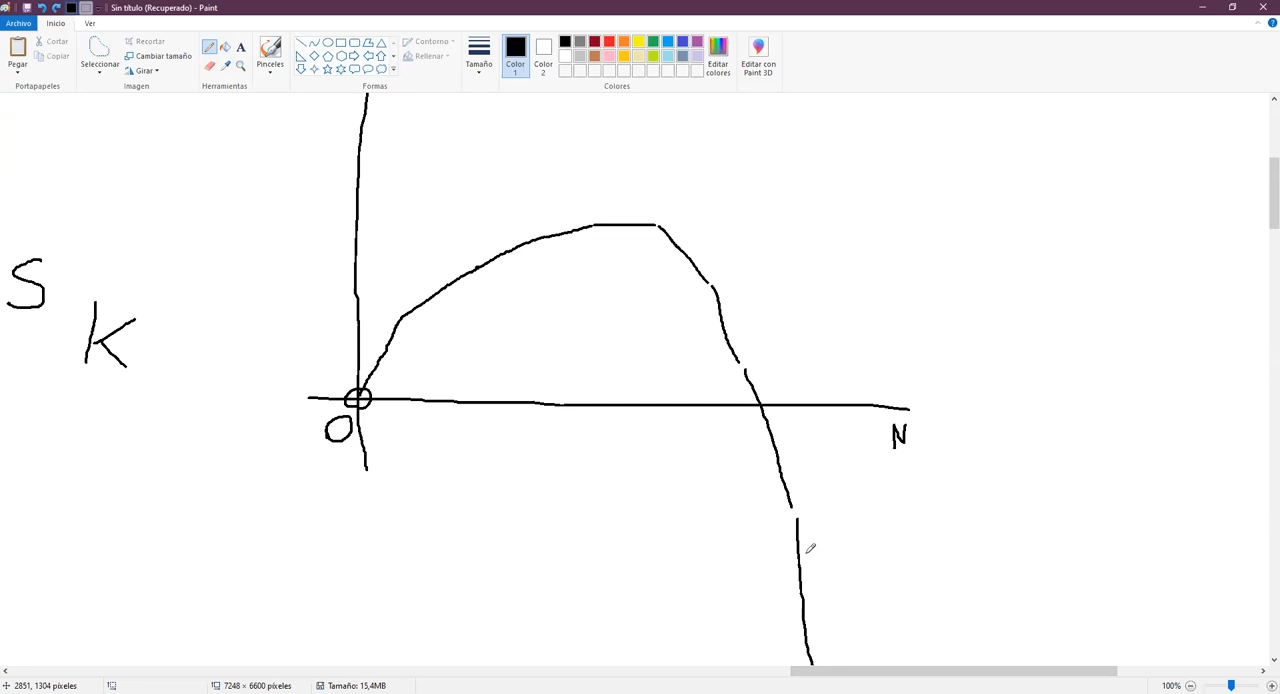 Sin título (Recuperado) - Paint
Archivo Inicio Ver
Pegar
Cortar
Copiar
Portapapeles
Seleccionar
Recortar
Cambiar tamaño
Girar
Imagen
A
Herramientas
Pinceles
Contorno
Rellenar
Formas
Tamaño
Color 1
Color 2
Editar colores
Colores
Editar con Paint 3D
S
K
O
N
2851, 1304 píxeles 7248 × 6600 píxeles Tamaño: 15,4MB 100%